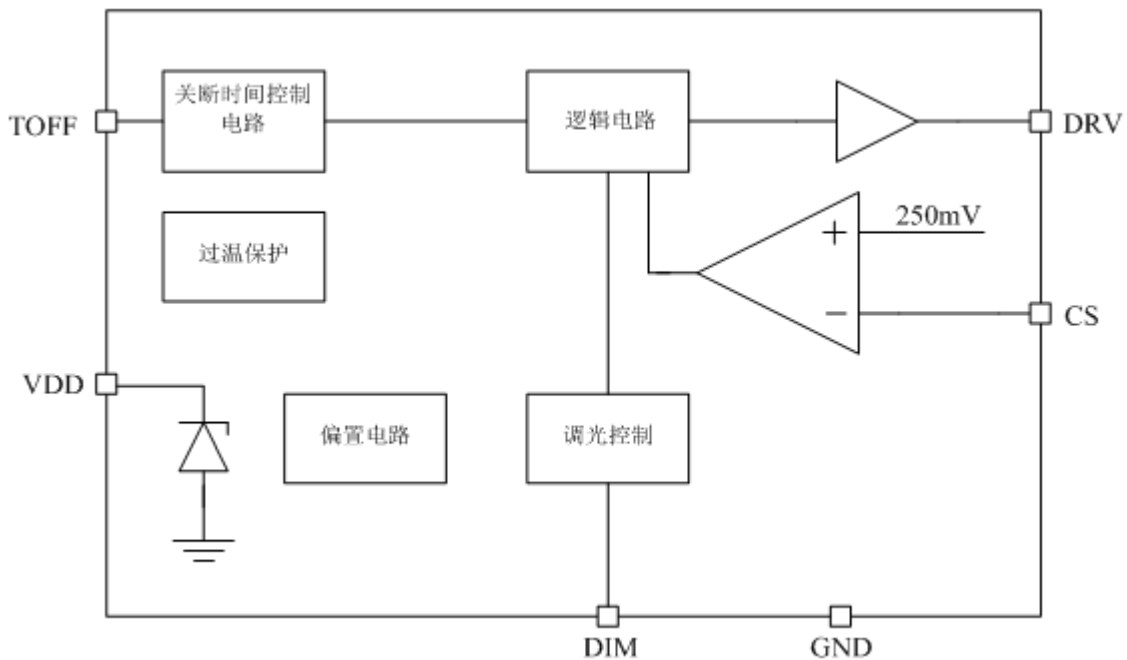 关断时间控制
电路
逻辑电路
TOFF
DRV
250mV
+
过温保护
−
CS
VDD
偏置电路
调光控制
DIM
GND